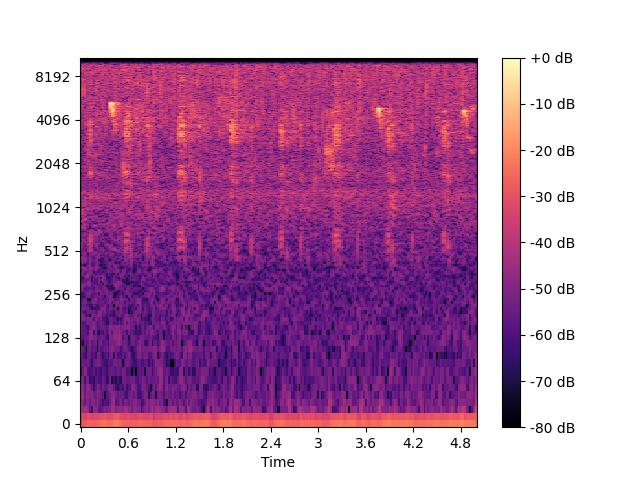 +0 dB
8192
-10 dB
4096
-20 dB
2048
-30 dB
1024
-40 dB
Hz
512
-50 dB
256
-60 dB
128
64
-70 dB
0
-80 dB
0 0.6 1.2 1.8 2.4 3 3.6 4.2 4.8
Time